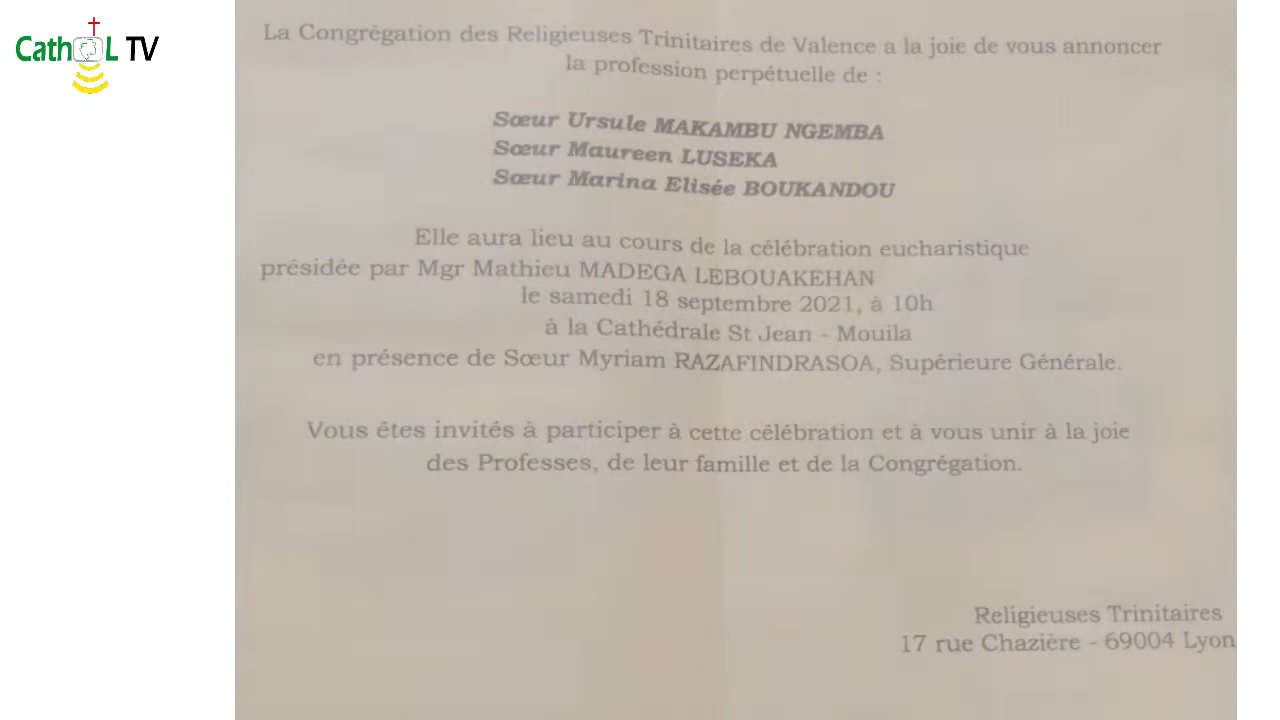 CathOL TV
La Congrégation des Religieuses Trinitaires de Valence a la joie de vous annoncer
la profession perpétuelle de :
Sœur Ursule MAKAMBU NGEMBA
Sœur Maureen LUSEKA
Sœur Marina Elisée BOUKANDOU
Elle aura lieu au cours de la célébration eucharistique
présidée par Mgr Mathieu MADEGA LEBOUAKEHAN
le samedi 18 septembre 2021, à 10h
à la Cathédrale St Jean - Mouila
en présence de Sœur Myriam RAZAFINDRASOA, Supérieure Générale.
Vous êtes invités à participer à cette célébration et à vous unir à la joie
des Professes, de leur famille et de la Congrégation.
Religieuses Trinitaires
17 rue Chazière - 69004 Lyon